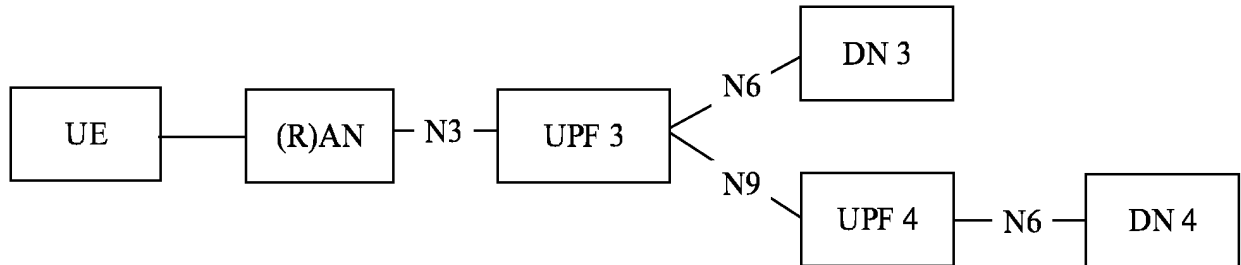 DN 3
N6
UE
(R)AN
N3
UPF 3
N9
UPF 4
N6
DN 4